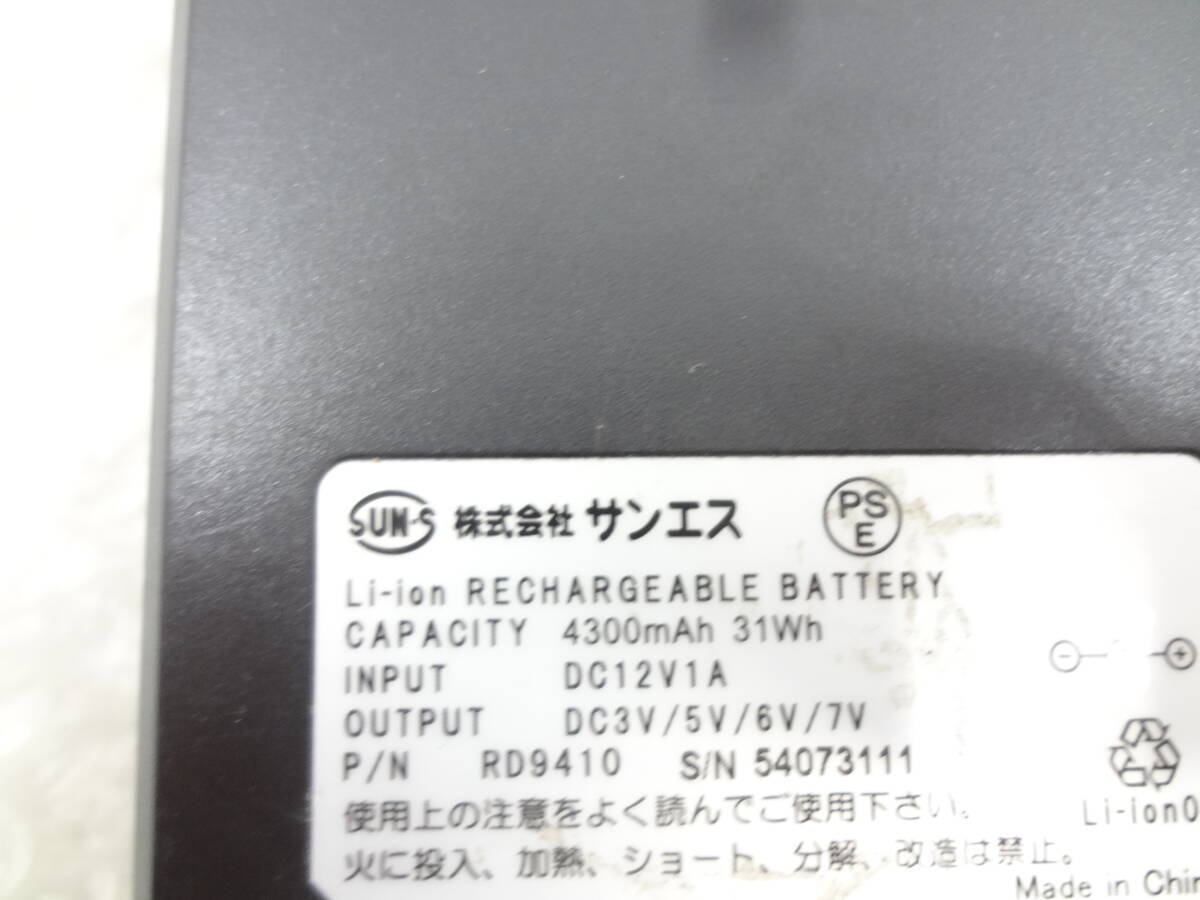 SUN-S 株式会社 サンエス PSE
Li-ion RECHARGEABLE BATTERY
CAPACITY 4300mAh 31Wh
INPUT DC12V1A
OUTPUT DC3V/5V/6V/7V
P/N RD9410 S/N 54073111
使用上の注意をよく読んでご使用下さい。
火に投入、加熱、ショート、分解、改造は禁止。
Li-ion0
Made in Chin